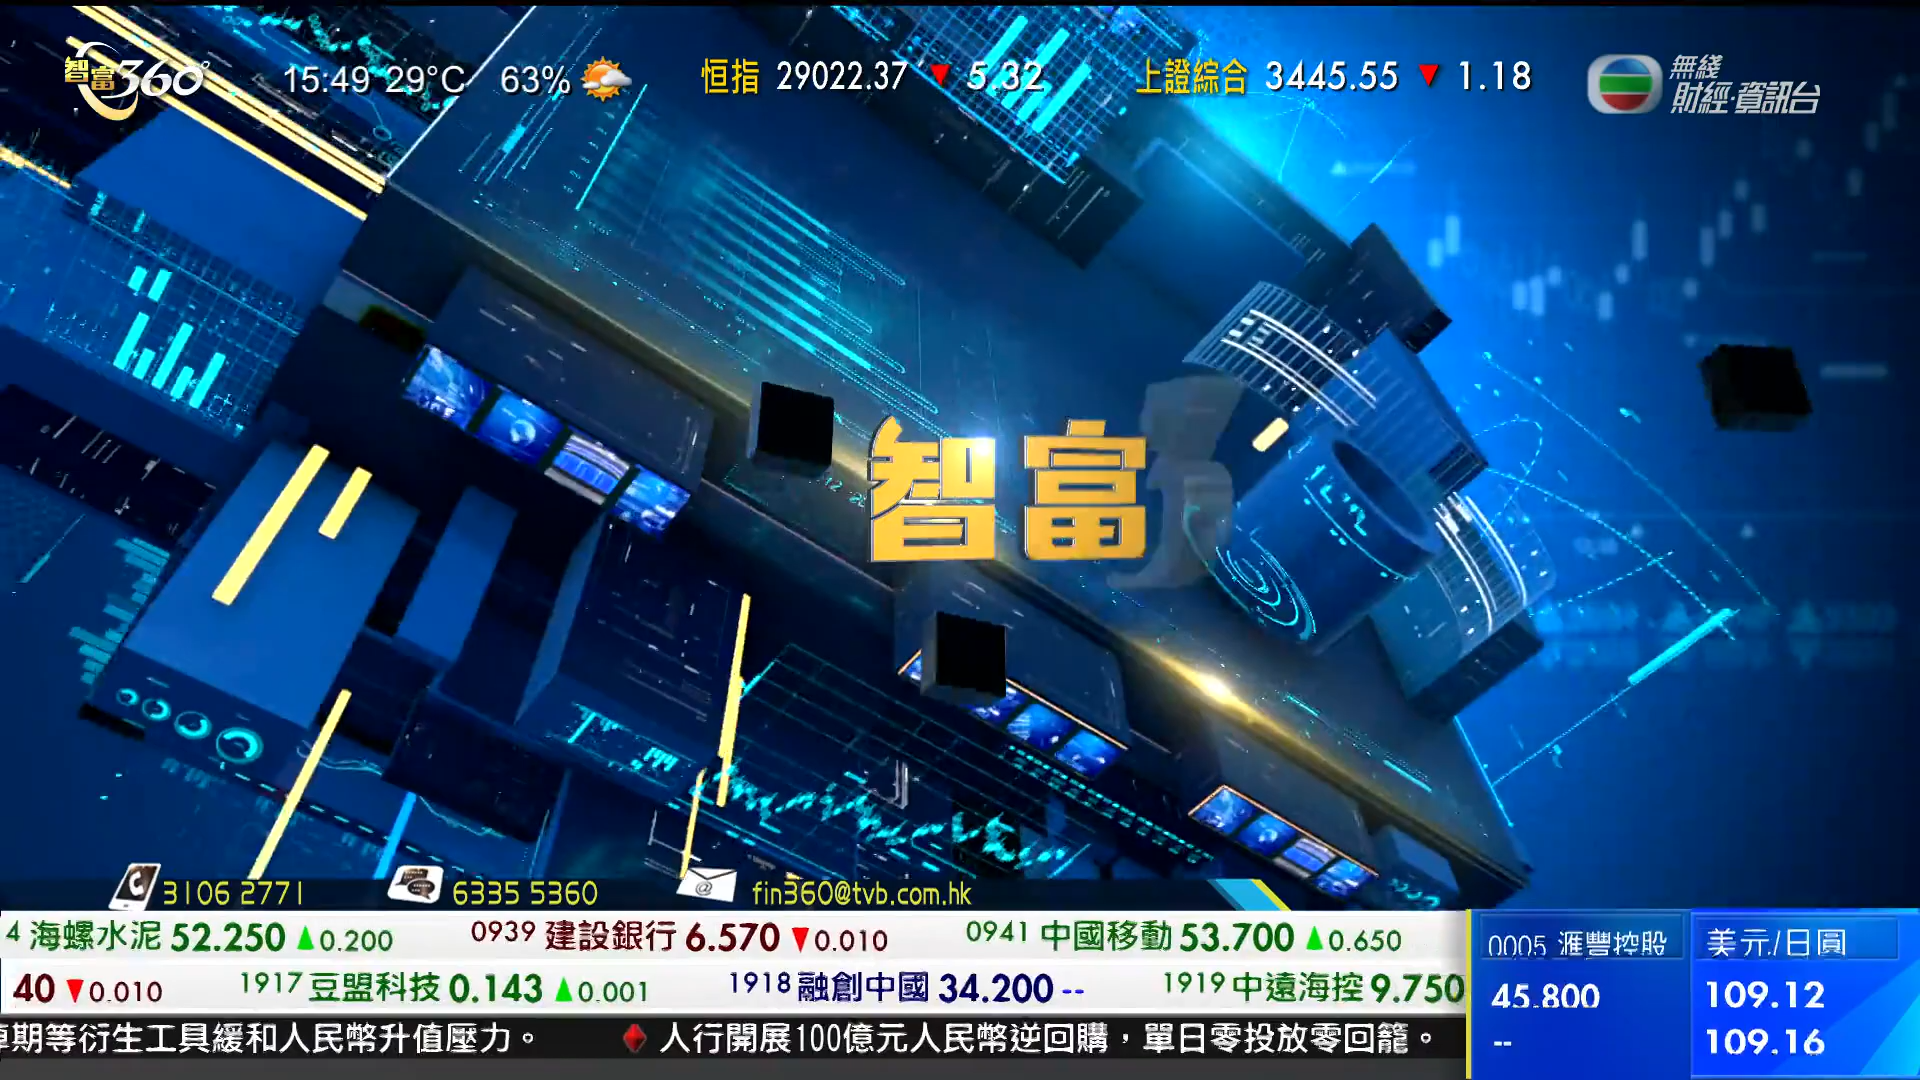 智富360°
15:49 29°C 63%
恒指 29022.37 ▼ 5.32
上證綜合 3445.55 ▼ 1.18
無綫
財經·資訊台
智富
3106 2771
6335 5360
fin360@tvb.com.hk
4 海螺水泥 52.250 ▲0.200 0939 建設銀行 6.570 ▼0.010 0941 中國移動 53.700 ▲0.650
40 ▼0.010 1917 豆盟科技 0.143 ▲0.001 1918 融創中國 34.200 -- 1919 中遠海控 9.750
期等衍生工具緩和人民幣升值壓力。 ♦ 人行開展100億元人民幣逆回購，單日零投放零回籠。
0005 滙豐控股
45.800
--
美元/日圓
109.12
109.16